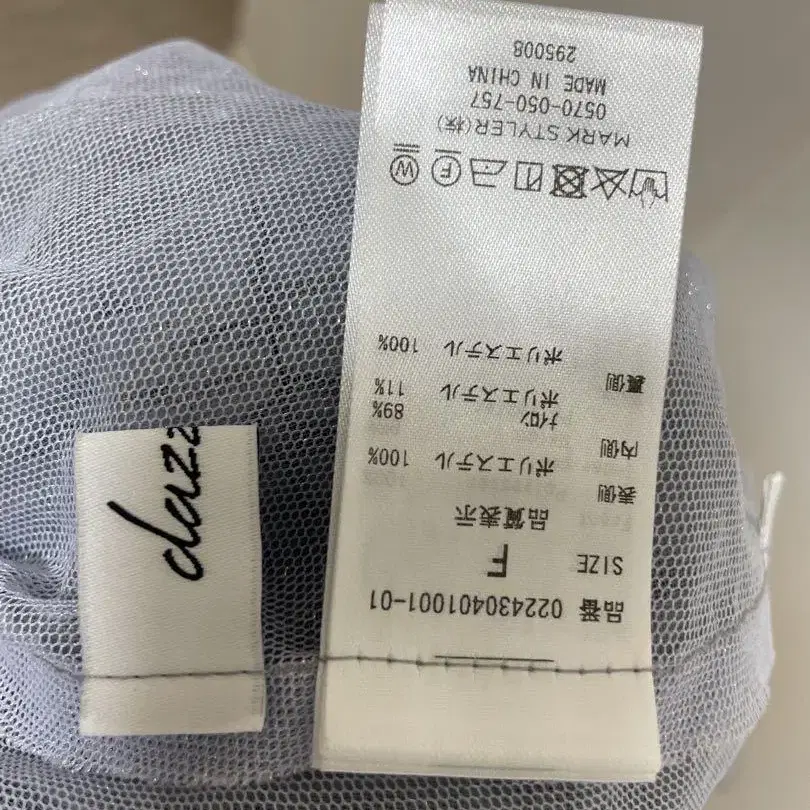 品番 022430401001-01
SIZE F
品質表示
表側 ポリエステル 100%
内側 ナイロン 89%
ポリエステル 11%
裏側 ポリエステル 100%
W F
MARK STYLER(株)
0570-050-757
MADE IN CHINA
295008
dazz